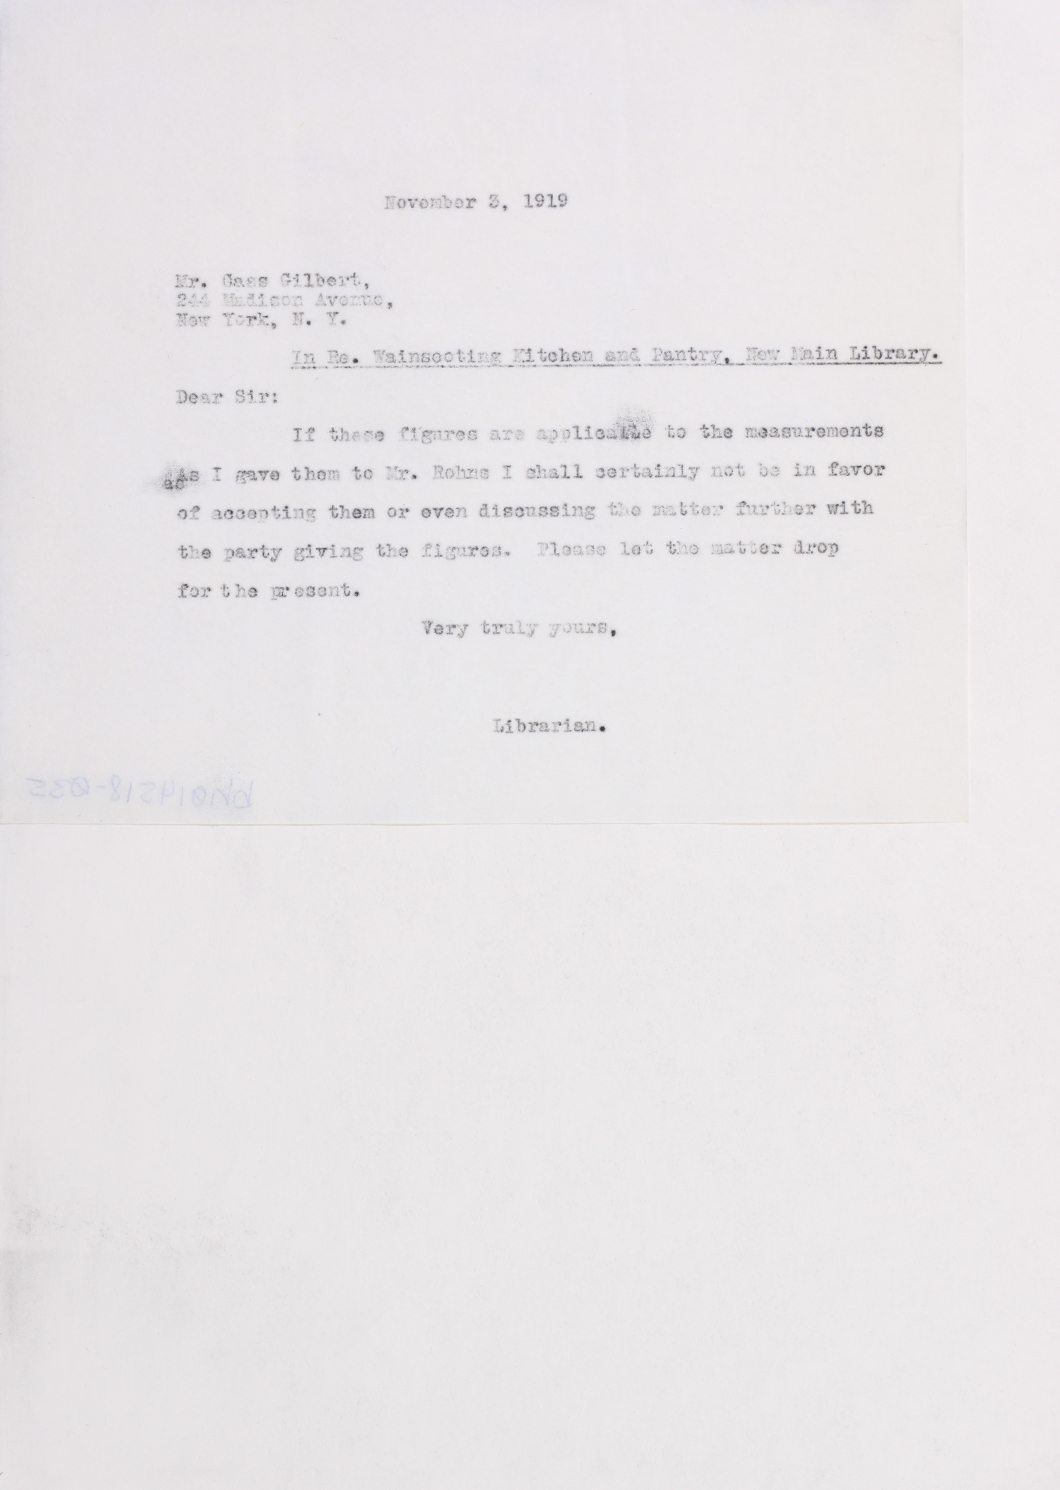 November 3, 1919
Mr. Cass Gilbert,
244 Madison Avenue,
New York, N. Y.
In Re. Wainscoting Kitchen and Pantry, New Main Library.
Dear Sir:
If these figures are applicable to the measurements
as I gave them to Mr. Rohns I shall certainly not be in favor
of accepting them or even discussing the matter further with
the party giving the figures. Please let the matter drop
for the present.
Very truly yours,
Librarian.